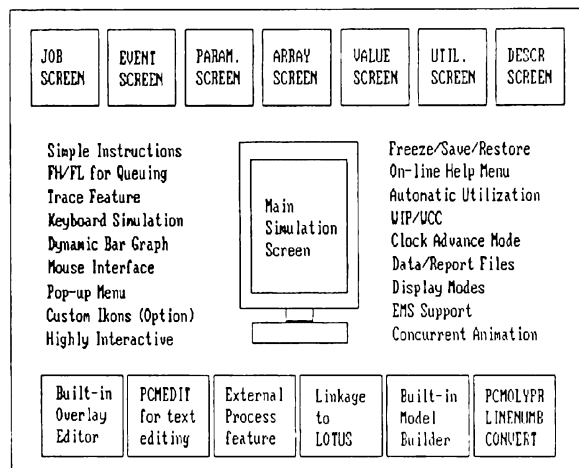 JOB SCREEN
EVENT SCREEN
PARAM. SCREEN
ARRAY SCREEN
VALUE SCREEN
UTIL. SCREEN
DESCR SCREEN
Simple Instructions
FH/FL for Queuing
Trace Feature
Keyboard Simulation
Dynamic Bar Graph
Mouse Interface
Pop-up Menu
Custom Ikons (Option)
Highly Interactive
Main
Simulation
Screen
Freeze/Save/Restore
On-line Help Menu
Automatic Utilization
WIP/WCC
Clock Advance Mode
Data/Report Files
Display Modes
EMS Support
Concurrent Animation
Built-in
Overlay
Editor
PCMEDIT
for text
editing
External
Process
feature
Linkage
to
LOTUS
Built-in
Model
Builder
PCMOLYPR
LINENUMB
CONVERT